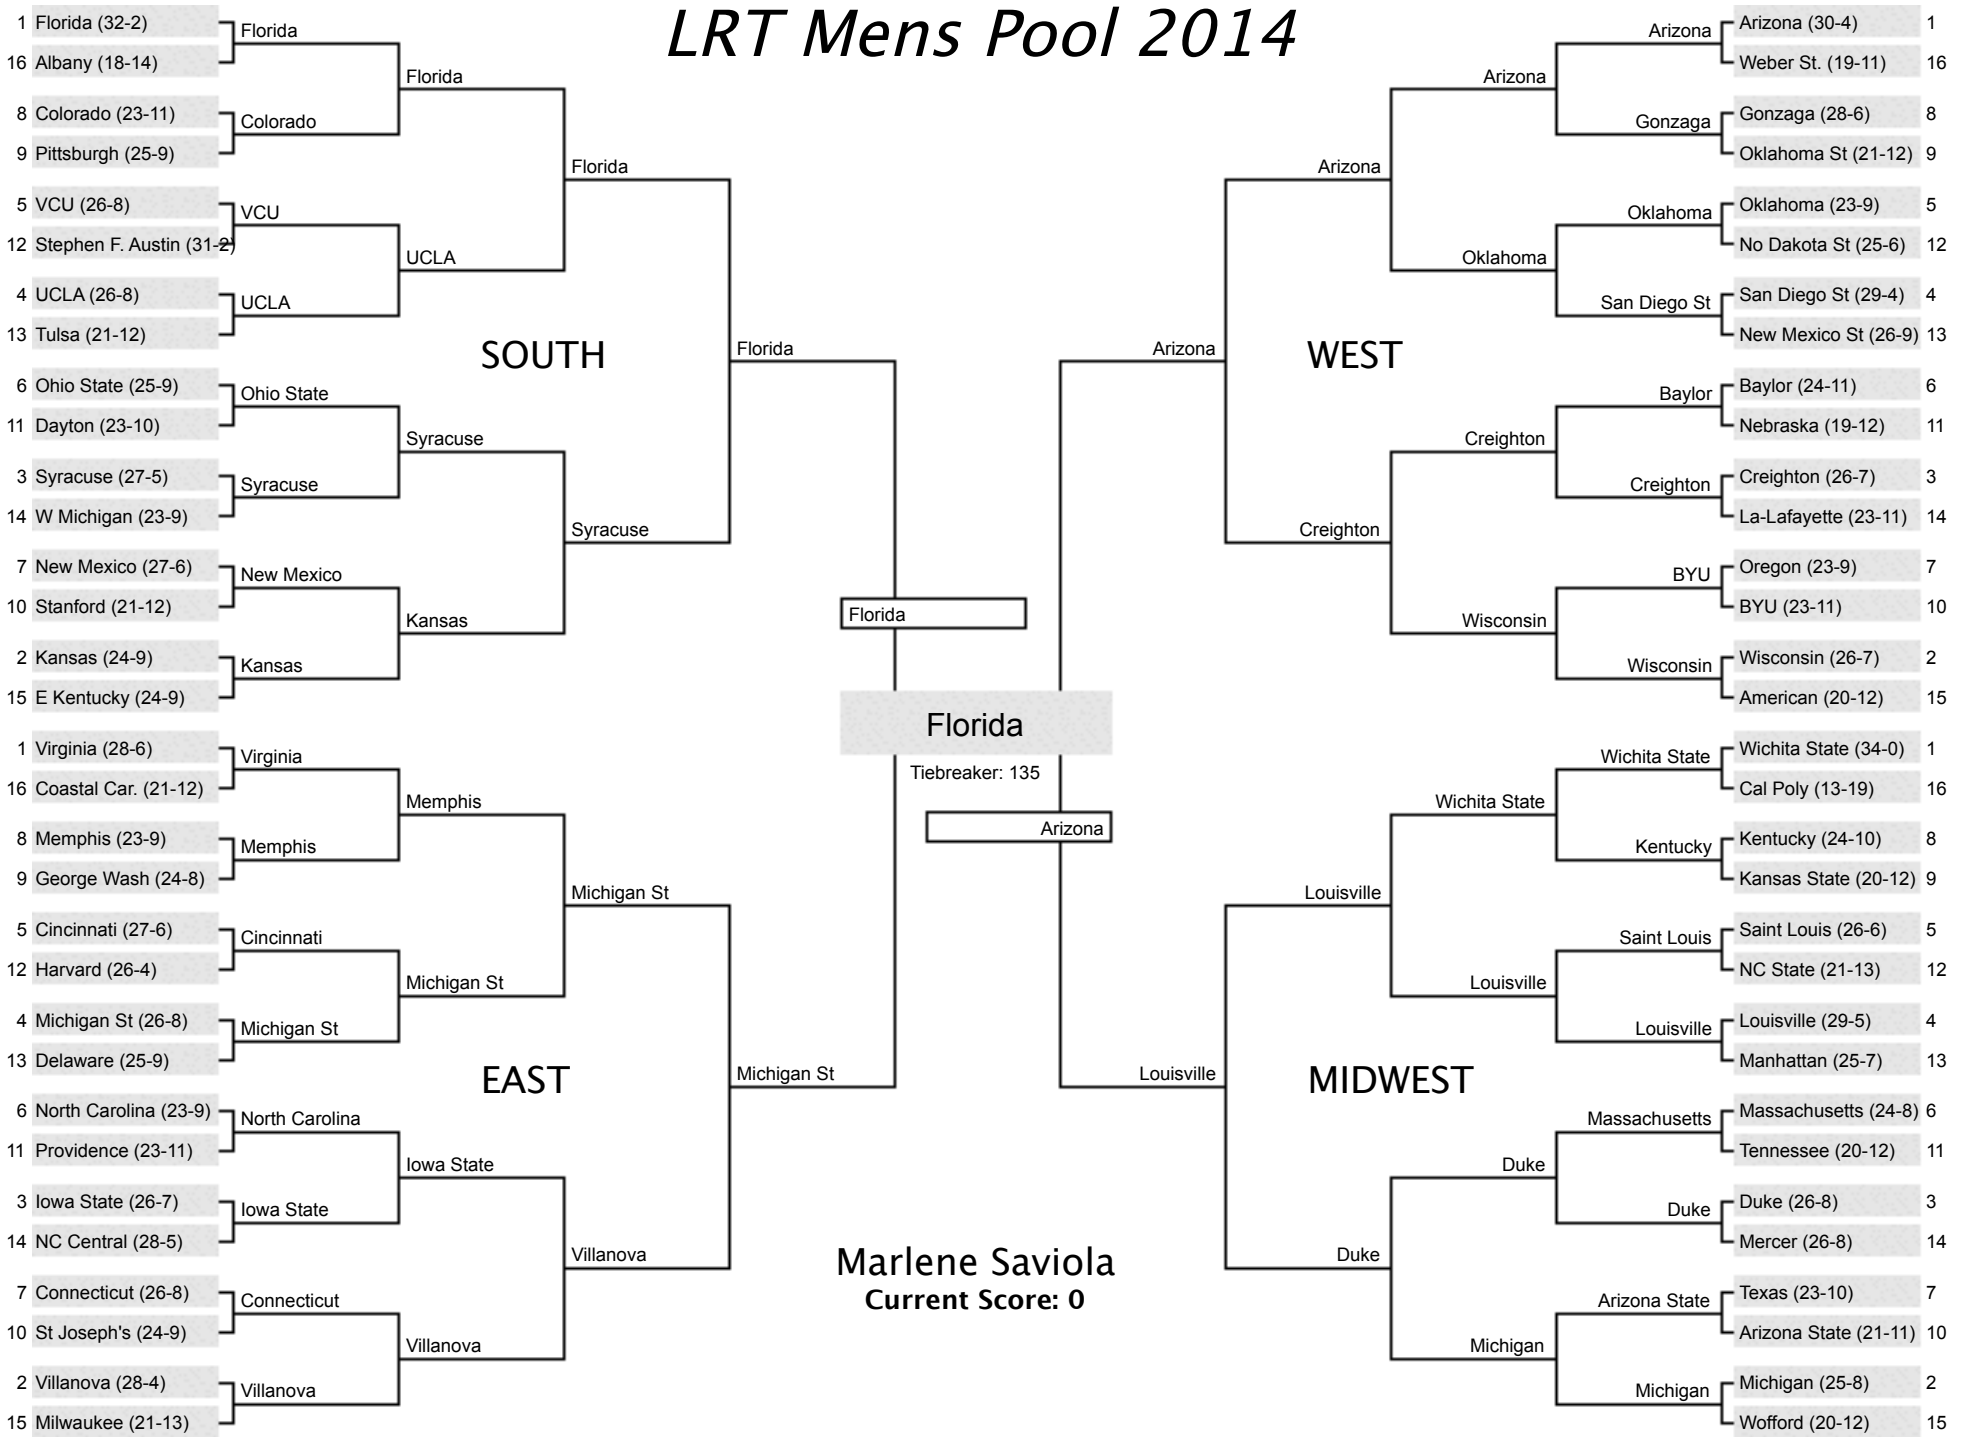 LRT Mens Pool 2014
1 Florida (32-2)
16 Albany (18-14)
8 Colorado (23-11)
9 Pittsburgh (25-9)
5 VCU (26-8)
12 Stephen F. Austin (31-2)
4 UCLA (26-8)
13 Tulsa (21-12)
6 Ohio State (25-9)
11 Dayton (23-10)
3 Syracuse (27-5)
14 W Michigan (23-9)
7 New Mexico (27-6)
10 Stanford (21-12)
2 Kansas (24-9)
15 E Kentucky (24-9)
Florida
Colorado
VCU
UCLA
Ohio State
Syracuse
New Mexico
Kansas
Florida
UCLA
Syracuse
Kansas
Florida
Syracuse
Florida
SOUTH
1 Virginia (28-6)
16 Coastal Car. (21-12)
8 Memphis (23-9)
9 George Wash (24-8)
5 Cincinnati (27-6)
12 Harvard (26-4)
4 Michigan St (26-8)
13 Delaware (25-9)
6 North Carolina (23-9)
11 Providence (23-11)
3 Iowa State (26-7)
14 NC Central (28-5)
7 Connecticut (26-8)
10 St Joseph's (24-9)
2 Villanova (28-4)
15 Milwaukee (21-13)
Virginia
Memphis
Cincinnati
Michigan St
North Carolina
Iowa State
Connecticut
Villanova
Memphis
Michigan St
Iowa State
Villanova
Michigan St
Villanova
Michigan St
EAST
Florida
Florida
Tiebreaker: 135
Arizona
Marlene Saviola
Current Score: 0
Arizona (30-4) 1
Weber St. (19-11) 16
Gonzaga (28-6) 8
Oklahoma St (21-12) 9
Oklahoma (23-9) 5
No Dakota St (25-6) 12
San Diego St (29-4) 4
New Mexico St (26-9) 13
Baylor (24-11) 6
Nebraska (19-12) 11
Creighton (26-7) 3
La-Lafayette (23-11) 14
Oregon (23-9) 7
BYU (23-11) 10
Wisconsin (26-7) 2
American (20-12) 15
Arizona
Gonzaga
Oklahoma
San Diego St
Baylor
Creighton
BYU
Wisconsin
Arizona
Oklahoma
Creighton
Wisconsin
Arizona
Creighton
Arizona
WEST
Wichita State (34-0) 1
Cal Poly (13-19) 16
Kentucky (24-10) 8
Kansas State (20-12) 9
Saint Louis (26-6) 5
NC State (21-13) 12
Louisville (29-5) 4
Manhattan (25-7) 13
Massachusetts (24-8) 6
Tennessee (20-12) 11
Duke (26-8) 3
Mercer (26-8) 14
Texas (23-10) 7
Arizona State (21-11) 10
Michigan (25-8) 2
Wofford (20-12) 15
Wichita State
Kentucky
Saint Louis
Louisville
Massachusetts
Duke
Arizona State
Michigan
Wichita State
Louisville
Duke
Michigan
Louisville
Duke
Louisville
MIDWEST